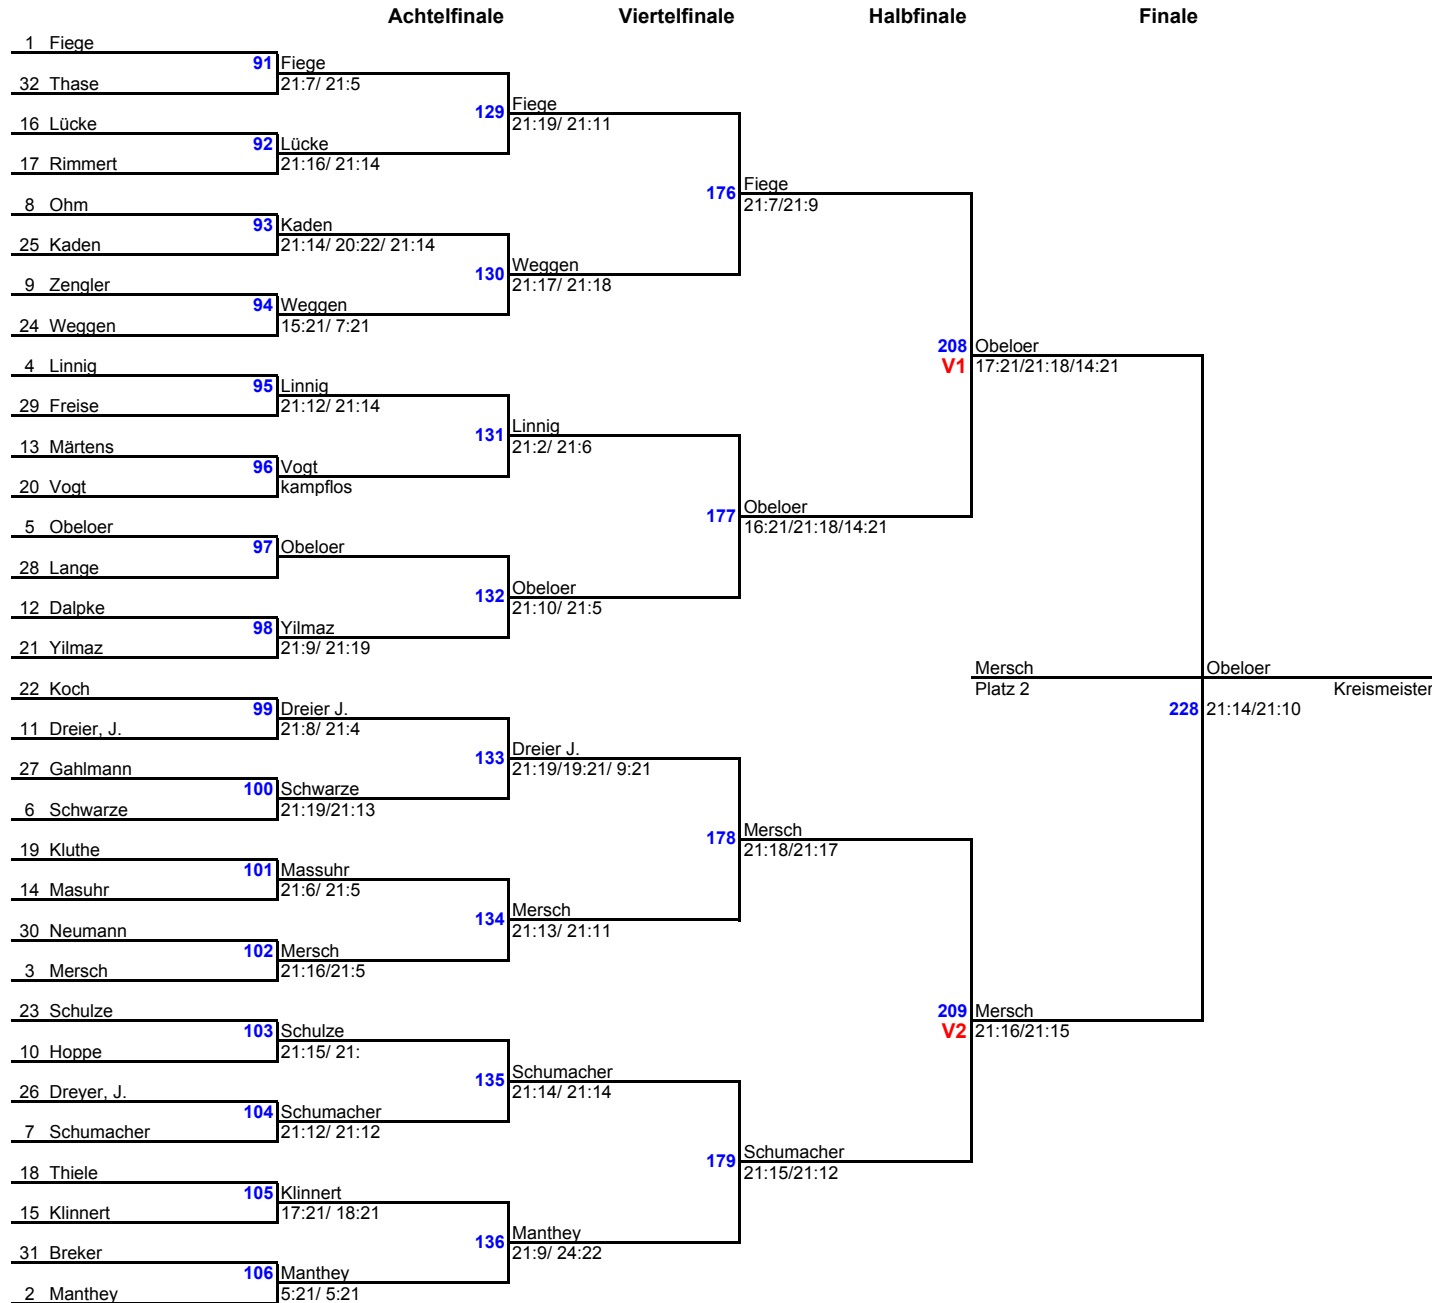 Achtelfinale Viertelfinale Halbfinale Finale
1 Fiege
91 Fiege
32 Thase 21:7/ 21:5
129 Fiege
21:19/ 21:11
16 Lücke
92 Lücke
17 Rimmert 21:16/ 21:14
176 Fiege
21:7/21:9
8 Ohm
93 Kaden
25 Kaden 21:14/ 20:22/ 21:14
130 Weggen
21:17/ 21:18
9 Zengler
94 Weggen
24 Weggen 15:21/ 7:21
208 Obeloer
V1 17:21/21:18/14:21
4 Linnig
95 Linnig
29 Freise 21:12/ 21:14
131 Linnig
21:2/ 21:6
13 Märtens
96 Vogt
20 Vogt kampflos
177 Obeloer
16:21/21:18/14:21
5 Obeloer
97 Obeloer
28 Lange
132 Obeloer
21:10/ 21:5
12 Dalpke
98 Yilmaz
21 Yilmaz 21:9/ 21:19
Mersch Obeloer
Platz 2 Kreismeister
228 21:14/21:10
22 Koch
99 Dreier J.
11 Dreier, J. 21:8/ 21:4
133 Dreier J.
21:19/19:21/ 9:21
27 Gahlmann
100 Schwarze
6 Schwarze 21:19/21:13
178 Mersch
21:18/21:17
19 Kluthe
101 Massuhr
14 Masuhr 21:6/ 21:5
134 Mersch
21:13/ 21:11
30 Neumann
102 Mersch
3 Mersch 21:16/21:5
209 Mersch
V2 21:16/21:15
23 Schulze
103 Schulze
10 Hoppe 21:15/ 21:
135 Schumacher
21:14/ 21:14
26 Dreyer, J.
104 Schumacher
7 Schumacher 21:12/ 21:12
179 Schumacher
21:15/21:12
18 Thiele
105 Klinnert
15 Klinnert 17:21/ 18:21
136 Manthey
21:9/ 24:22
31 Breker
106 Manthey
2 Manthey 5:21/ 5:21